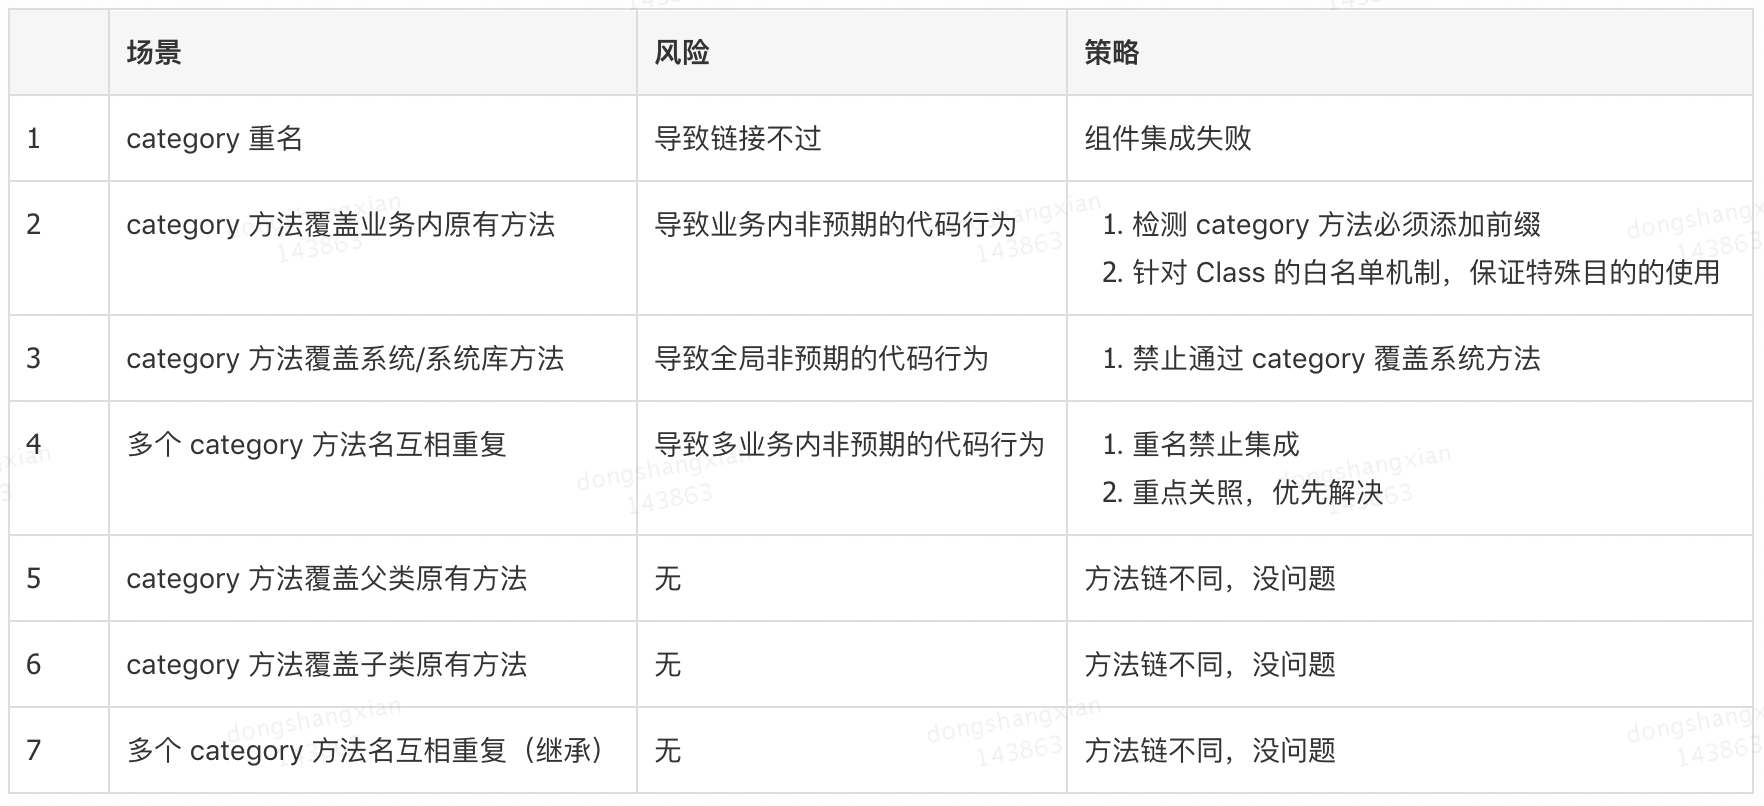 场景 风险 策略
1 category 重名 导致链接不过 组件集成失败
2 category 方法覆盖业务内原有方法 导致业务内非预期的代码行为 1. 检测 category 方法必须添加前缀
2. 针对 Class 的白名单机制，保证特殊目的的使用
3 category 方法覆盖系统/系统库方法 导致全局非预期的代码行为 1. 禁止通过 category 覆盖系统方法
4 多个 category 方法名互相重复 导致多业务内非预期的代码行为 1. 重名禁止集成
2. 重点关照，优先解决
5 category 方法覆盖父类原有方法 无 方法链不同，没问题
6 category 方法覆盖子类原有方法 无 方法链不同，没问题
7 多个 category 方法名互相重复（继承） 无 方法链不同，没问题
dongshangxian
143863